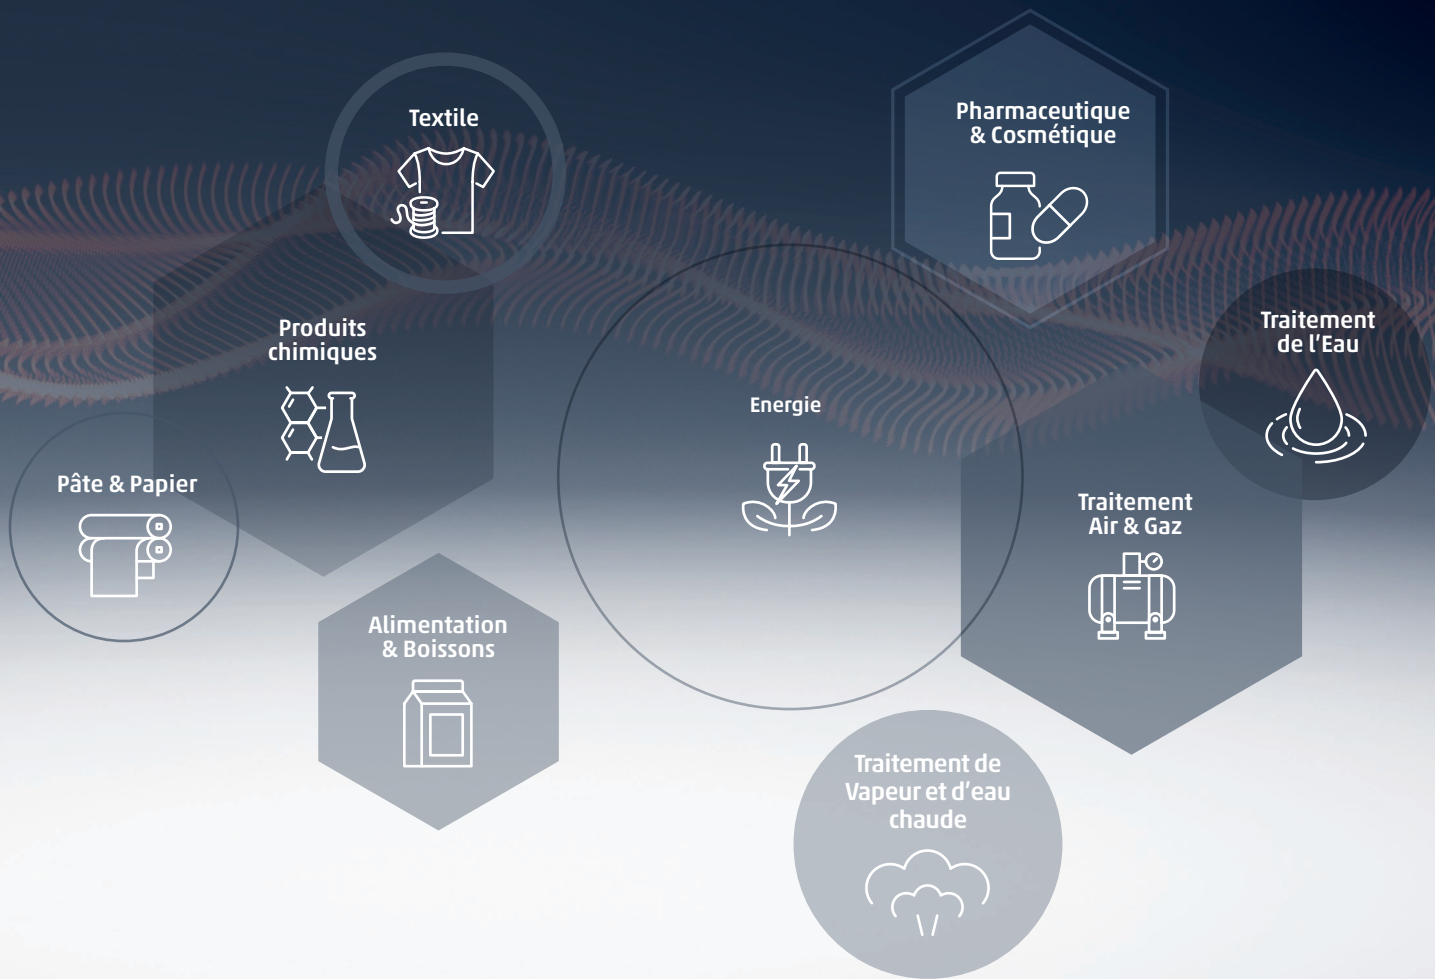 Textile
Pharmaceutique
& Cosmétique
Produits
chimiques
Traitement
de l'Eau
Energie
Pâte & Papier
Traitement
Air & Gaz
Alimentation
& Boissons
Traitement de
Vapeur et d'eau
chaude